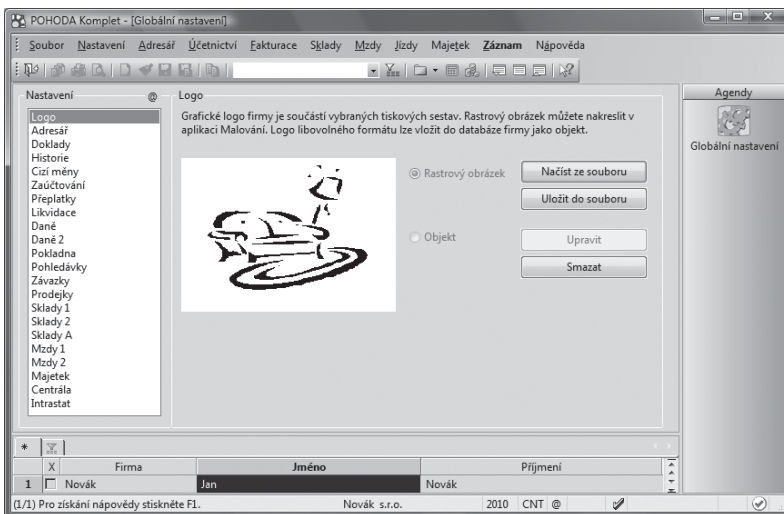 POHODA Komplet - [Globální nastavení]
Soubor Nastavení Adresář Účetnictví Fakturace Sklady Mzdy Jízdy Majetek Záznam Nápověda
Nastavení @
Logo
Adresář
Doklady
Historie
Cizí měny
Zaúčtování
Přeplatky
Likvidace
Daně
Daně 2
Pokladna
Pohledávky
Závazky
Prodejky
Sklady 1
Sklady 2
Sklady A
Mzdy 1
Mzdy 2
Majetek
Centrála
Intrastat
Logo
Grafické logo firmy je součástí vybraných tiskových sestav. Rastrový obrázek můžete nakreslit v
aplikaci Malování. Logo libovolného formátu lze vložit do databáze firmy jako objekt.
Rastrový obrázek
Objekt
Načíst ze souboru
Uložit do souboru
Upravit
Smazat
Agendy
Globální nastavení
*
X Firma Jméno Příjmení
1 Novák Jan Novák
(1/1) Pro získání nápovědy stiskněte F1. Novák s.r.o. 2010 CNT @